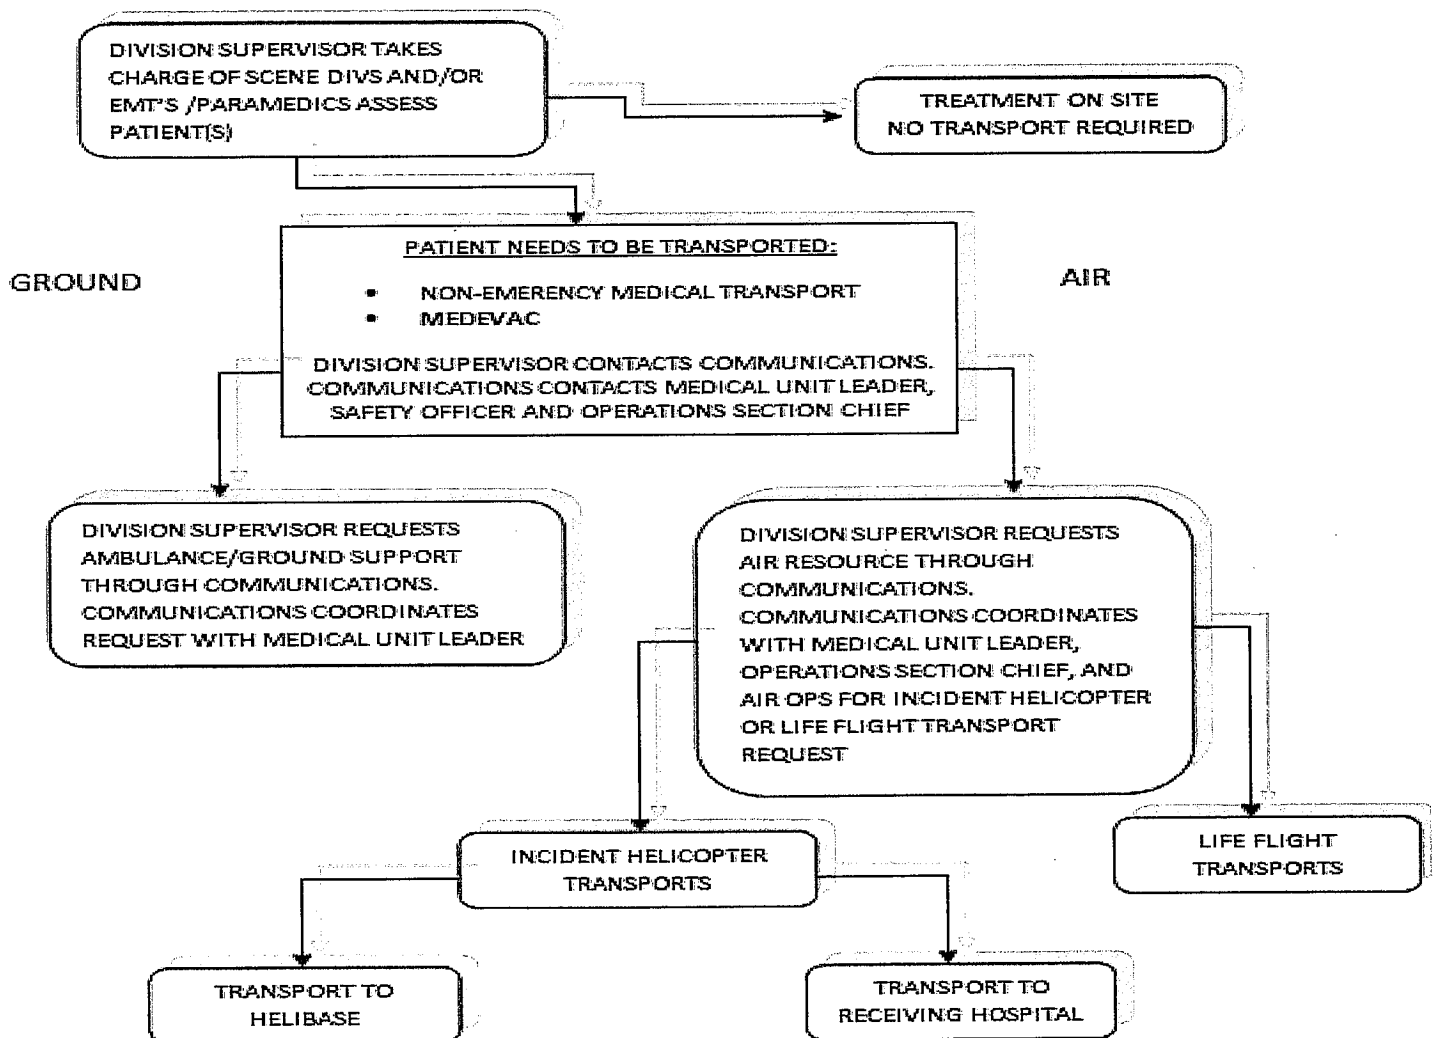 DIVISION SUPERVISOR TAKES
CHARGE OF SCENE DIVS AND/OR
EMT'S /PARAMEDICS ASSESS
PATIENT(S)
TREATMENT ON SITE
NO TRANSPORT REQUIRED
GROUND
PATIENT NEEDS TO BE TRANSPORTED:
• NON-EMERENCY MEDICAL TRANSPORT
• MEDEVAC
DIVISION SUPERVISOR CONTACTS COMMUNICATIONS.
COMMUNICATIONS CONTACTS MEDICAL UNIT LEADER,
SAFETY OFFICER AND OPERATIONS SECTION CHIEF
AIR
DIVISION SUPERVISOR REQUESTS
AMBULANCE/GROUND SUPPORT
THROUGH COMMUNICATIONS.
COMMUNICATIONS COORDINATES
REQUEST WITH MEDICAL UNIT LEADER
DIVISION SUPERVISOR REQUESTS
AIR RESOURCE THROUGH
COMMUNICATIONS.
COMMUNICATIONS COORDINATES
WITH MEDICAL UNIT LEADER,
OPERATIONS SECTION CHIEF, AND
AIR OPS FOR INCIDENT HELICOPTER
OR LIFE FLIGHT TRANSPORT
REQUEST
INCIDENT HELICOPTER
TRANSPORTS
LIFE FLIGHT
TRANSPORTS
TRANSPORT TO
HELIBASE
TRANSPORT TO
RECEIVING HOSPITAL